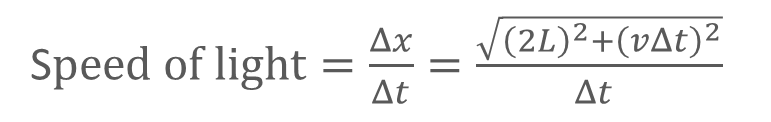 Speed of light = Δx/Δt = √((2L)²+(vΔt)²)/Δt